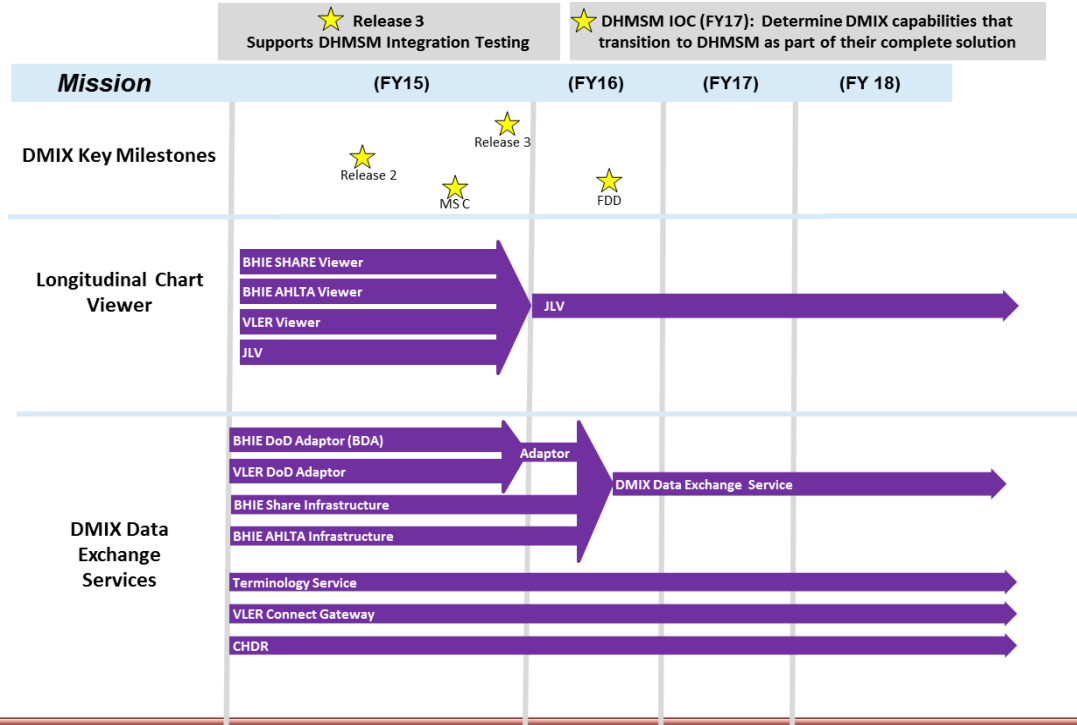 Release 3
Supports DHMSM Integration Testing
DHMSM IOC (FY17): Determine DMIX capabilities that
transition to DHMSM as part of their complete solution
Mission (FY15) (FY16) (FY17) (FY 18)
DMIX Key Milestones
Release 3
Release 2
MS C
FDD
Longitudinal Chart
Viewer
BHIE SHARE Viewer
BHIE AHLTA Viewer
VLER Viewer
JLV
JLV
DMIX Data
Exchange
Services
BHIE DoD Adaptor (BDA)
VLER DoD Adaptor
Adaptor
BHIE Share Infrastructure
BHIE AHLTA Infrastructure
DMIX Data Exchange Service
Terminology Service
VLER Connect Gateway
CHDR